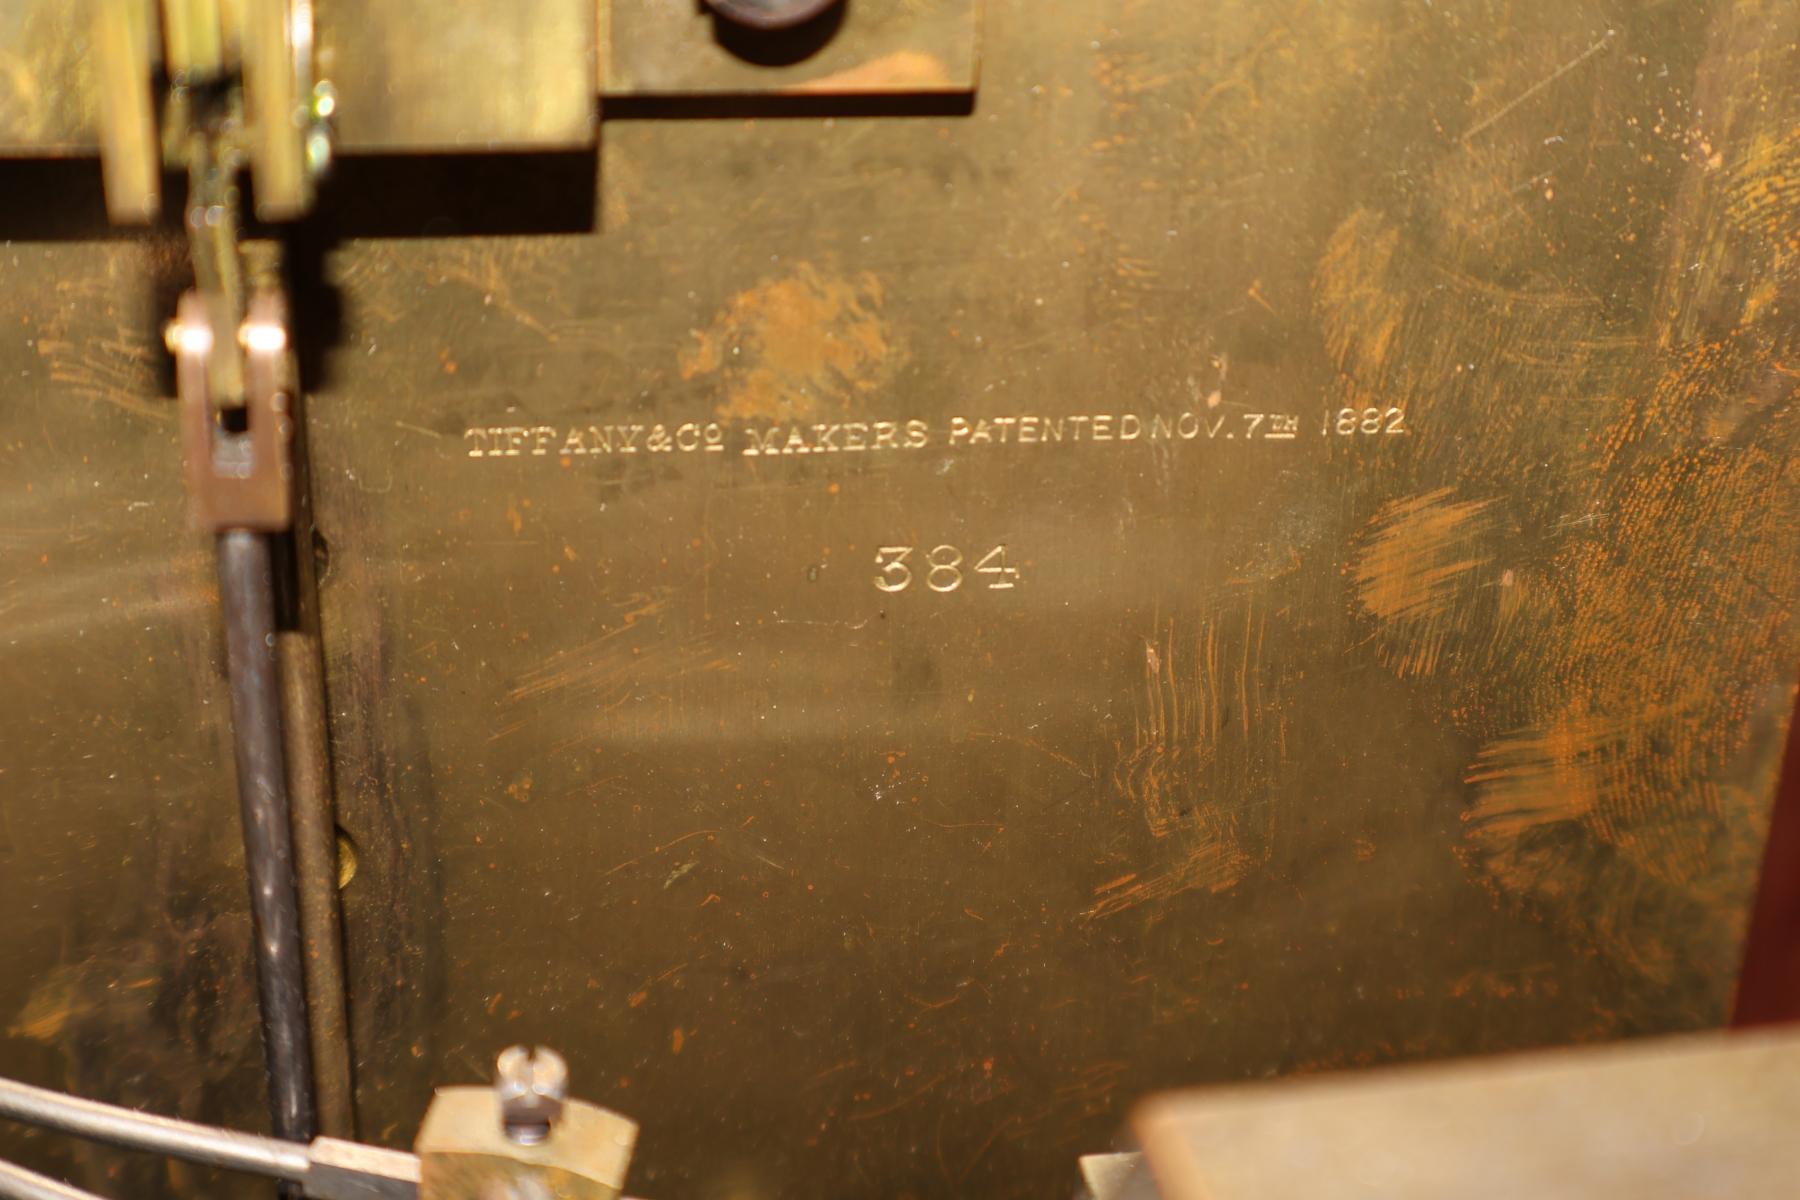 TIFFANY & Cº MAKERS PATENTED NOV. 7TH 1882
384